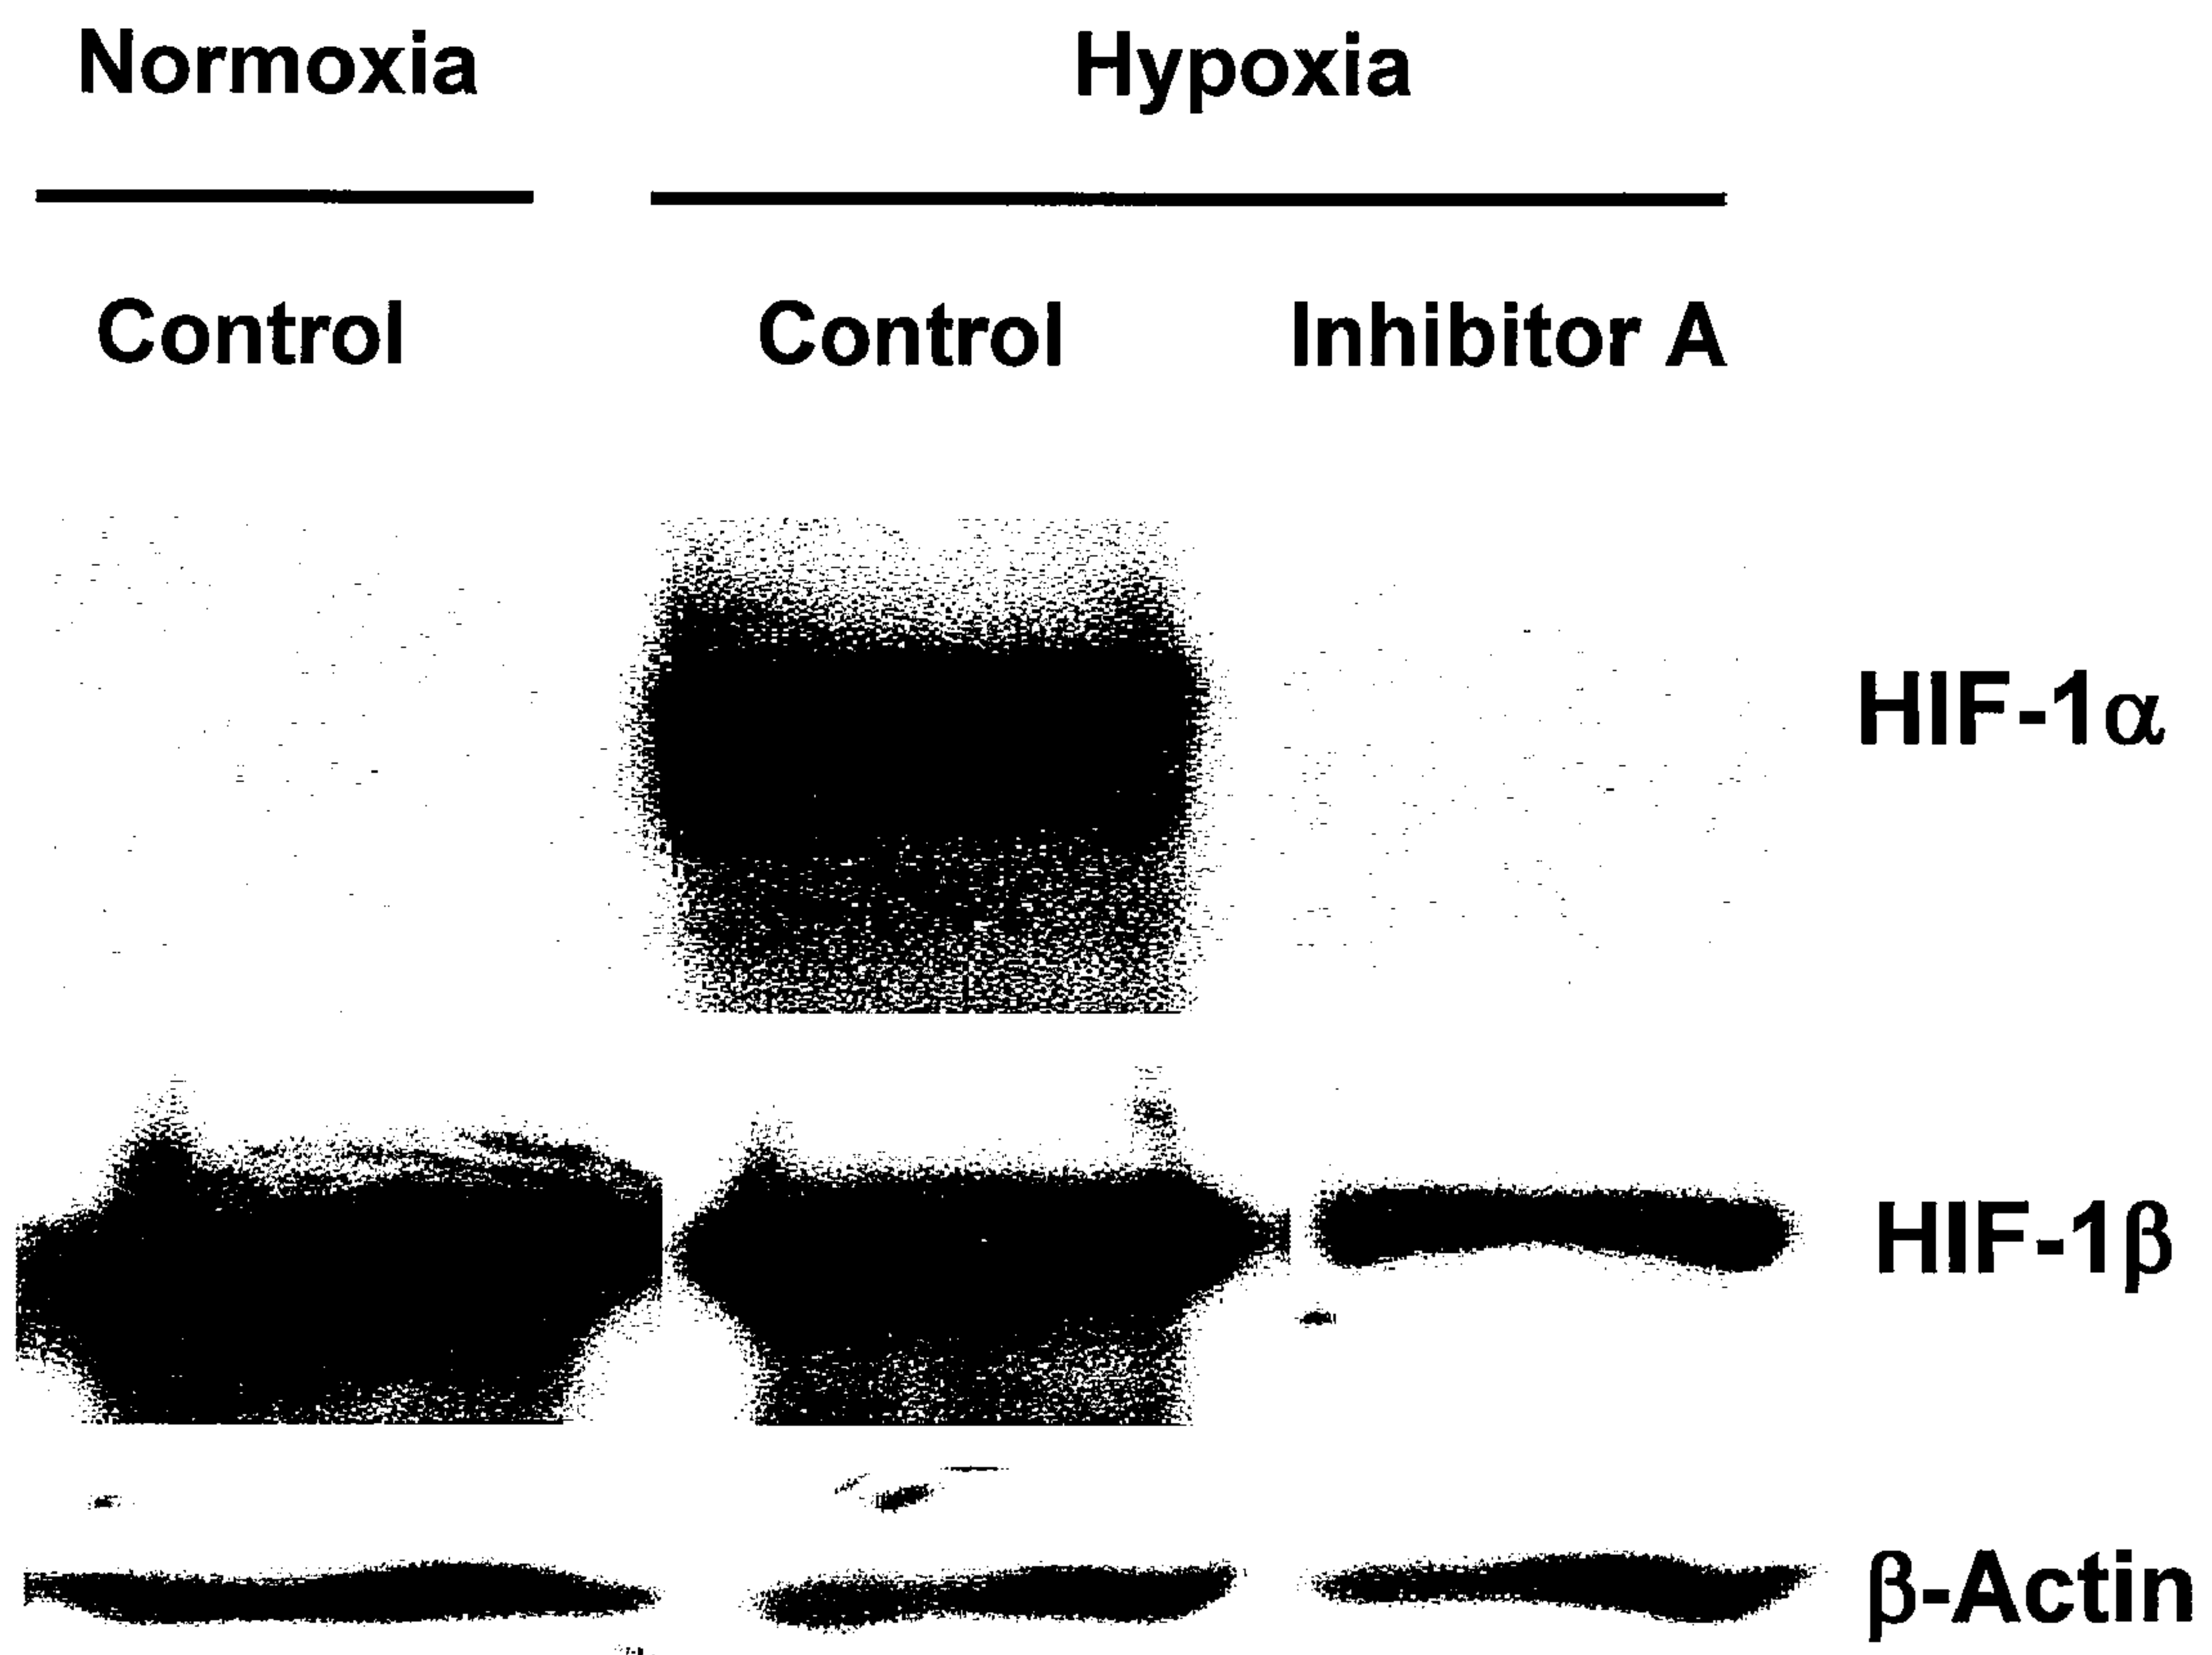 Normoxia Hypoxia
Control Control Inhibitor A
HIF-1α
HIF-1β
β-Actin